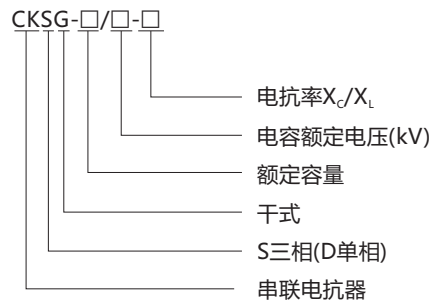 CKSG-□/□-□
电抗率Xc/XL
电容额定电压(kV)
额定容量
干式
S三相(D单相)
串联电抗器